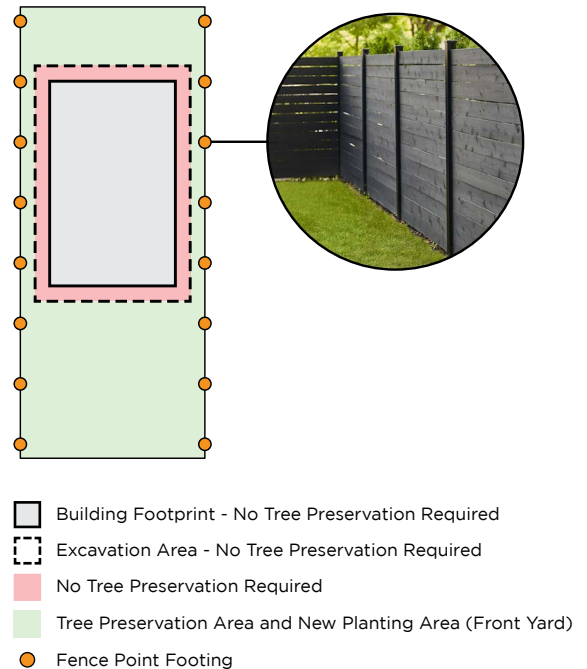 Building Footprint - No Tree Preservation Required
Excavation Area - No Tree Preservation Required
No Tree Preservation Required
Tree Preservation Area and New Planting Area (Front Yard)
Fence Point Footing